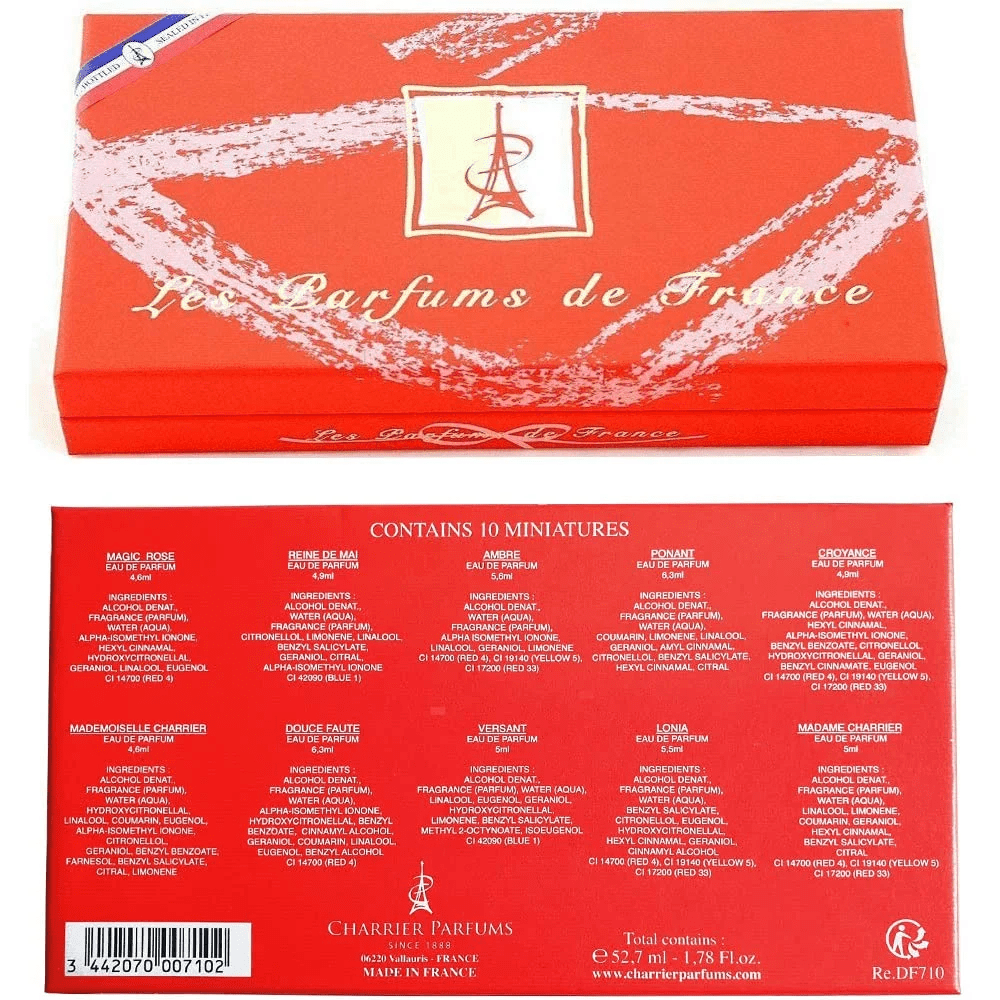 BOTTLED
SEALED IN
Les Parfums de France
Les Parfums de France
CONTAINS 10 MINIATURES
MAGIC ROSE
EAU DE PARFUM
4,6ml
INGREDIENTS :
ALCOHOL DENAT.,
FRAGRANCE (PARFUM),
WATER (AQUA),
ALPHA-ISOMETHYL IONONE,
HEXYL CINNAMAL,
HYDROXYCITRONELLAL,
GERANIOL, LINALOOL, EUGENOL
CI 14700 (RED 4)
REINE DE MAI
EAU DE PARFUM
4,9ml
INGREDIENTS :
ALCOHOL DENAT.,
WATER (AQUA),
FRAGRANCE (PARFUM),
CITRONELLOL, LIMONENE, LINALOOL,
BENZYL SALICYLATE,
GERANIOL, CITRAL,
ALPHA-ISOMETHYL IONONE
CI 42090 (BLUE 1)
AMBRE
EAU DE PARFUM
5,6ml
INGREDIENTS :
ALCOHOL DENAT.,
WATER (AQUA),
FRAGRANCE (PARFUM),
ALPHA-ISOMETHYL IONONE,
LINALOOL, GERANIOL, LIMONENE
CI 14700 (RED 4), CI 19140 (YELLOW 5),
CI 17200 (RED 33)
PONANT
EAU DE PARFUM
6,3ml
INGREDIENTS :
ALCOHOL DENAT.,
FRAGRANCE (PARFUM),
WATER (AQUA),
COUMARIN, LIMONENE, LINALOOL,
GERANIOL, AMYL CINNAMAL,
CITRONELLOL, BENZYL SALICYLATE,
HEXYL CINNAMAL, CITRAL
CROYANCE
EAU DE PARFUM
4,9ml
INGREDIENTS :
ALCOHOL DENAT.,
FRAGRANCE (PARFUM), WATER (AQUA),
HEXYL CINNAMAL,
ALPHA-ISOMETHYL IONONE,
BENZYL BENZOATE, CITRONELLOL,
HYDROXYCITRONELLAL, GERANIOL,
BENZYL CINNAMATE, EUGENOL
CI 14700 (RED 4), CI 19140 (YELLOW 5),
CI 17200 (RED 33)
MADEMOISELLE CHARRIER
EAU DE PARFUM
4,6ml
INGREDIENTS :
ALCOHOL DENAT.,
FRAGRANCE (PARFUM),
WATER (AQUA),
HYDROXYCITRONELLAL,
LINALOOL, COUMARIN, EUGENOL,
ALPHA-ISOMETHYL IONONE,
CITRONELLOL,
GERANIOL, BENZYL BENZOATE,
FARNESOL, BENZYL SALICYLATE,
CITRAL, LIMONENE
DOUCE FAUTE
EAU DE PARFUM
6,3ml
INGREDIENTS :
ALCOHOL DENAT.,
FRAGRANCE (PARFUM),
WATER (AQUA),
ALPHA-ISOMETHYL IONONE,
HYDROXYCITRONELLAL, BENZYL
BENZOATE, CINNAMYL ALCOHOL,
GERANIOL, COUMARIN, LINALOOL,
EUGENOL, BENZYL ALCOHOL
CI 14700 (RED 4)
VERSANT
EAU DE PARFUM
5ml
INGREDIENTS :
ALCOHOL DENAT.,
FRAGRANCE (PARFUM), WATER (AQUA),
LINALOOL, EUGENOL, GERANIOL,
HYDROXYCITRONELLAL,
LIMONENE, BENZYL SALICYLATE,
METHYL 2-OCTYNOATE, ISOEUGENOL
CI 42090 (BLUE 1)
LONIA
EAU DE PARFUM
5,5ml
INGREDIENTS :
ALCOHOL DENAT.,
FRAGRANCE (PARFUM),
WATER (AQUA),
BENZYL SALICYLATE,
CITRONELLOL, EUGENOL,
HYDROXYCITRONELLAL,
HEXYL CINNAMAL, GERANIOL,
CINNAMYL ALCOHOL
CI 14700 (RED 4), CI 19140 (YELLOW 5),
CI 17200 (RED 33)
MADAME CHARRIER
EAU DE PARFUM
5ml
INGREDIENTS :
ALCOHOL DENAT.,
FRAGRANCE (PARFUM),
WATER (AQUA),
LINALOOL, LIMONENE,
COUMARIN, GERANIOL,
HEXYL CINNAMAL,
BENZYL SALICYLATE,
CITRAL
CI 14700 (RED 4), CI 19140 (YELLOW 5)
CI 17200 (RED 33)
3 442070 007102
CHARRIER PARFUMS
SINCE 1888
06220 Vallauris - FRANCE
MADE IN FRANCE
Total contains :
℮ 52,7 ml - 1,78 Fl.oz.
www.charrierparfums.com
Re.DF710